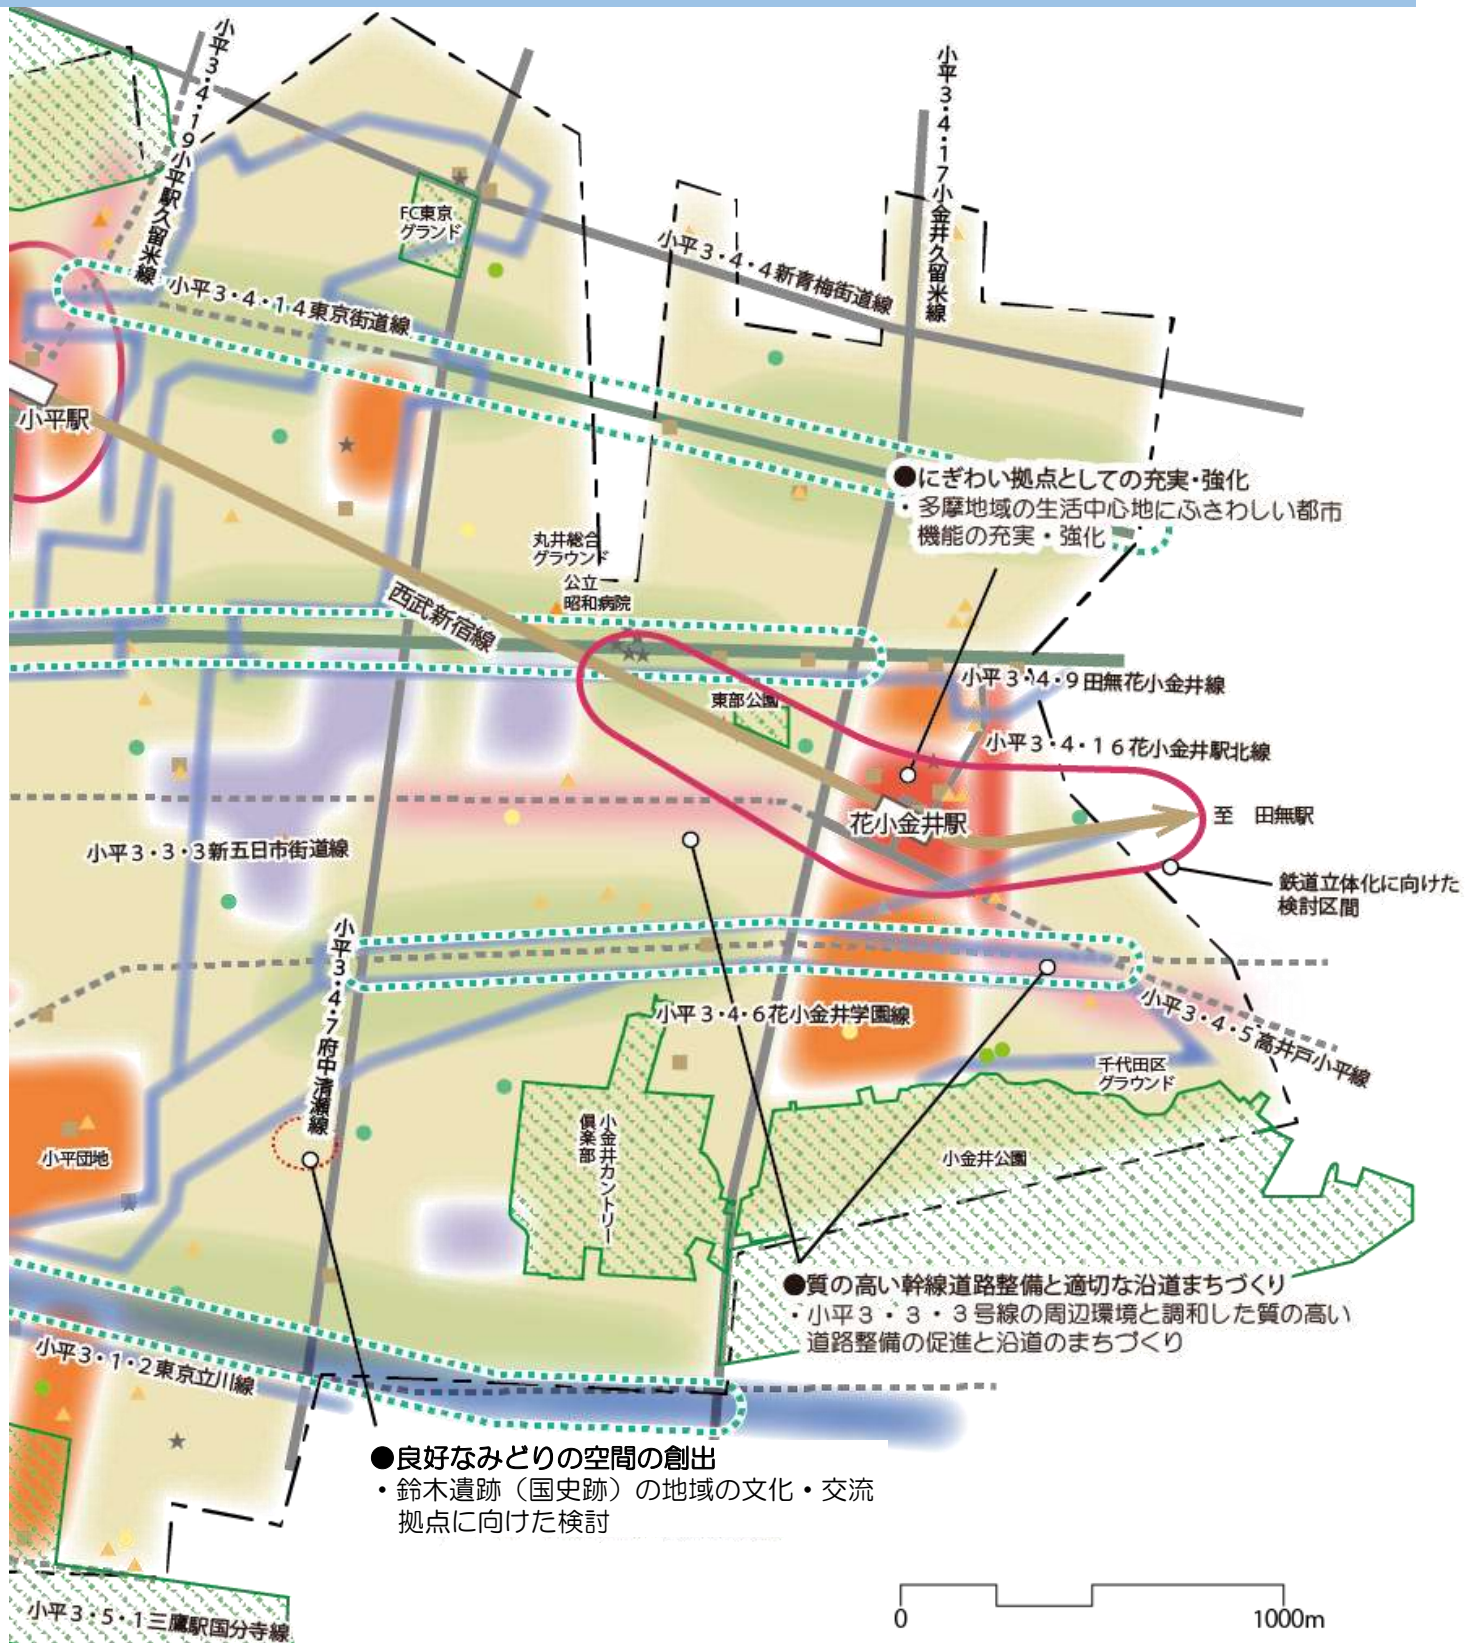 小平３・４・１９小平駅久留米線
小平３・４・１７小金井久留米線
FC東京
グランド
小平３・４・４新青梅街道線
小平３・４・１４東京街道線
小平駅
●にぎわい拠点としての充実・強化
・多摩地域の生活中心地にふさわしい都市
機能の充実・強化
丸井総合
グラウンド
公立
昭和病院
西武新宿線
小平３・４・９田無花小金井線
東部公園
小平３・４・１６花小金井駅北線
花小金井駅
至　田無駅
小平３・３・３新五日市街道線
鉄道立体化に向けた
検討区間
小平３・４・７府中清瀬線
小平３・４・６花小金井学園線
小平３・４・５高井戸小平線
千代田区
グラウンド
小平団地
小金井カントリー
倶楽部
小金井公園
●質の高い幹線道路整備と適切な沿道まちづくり
・小平３・３・３号線の周辺環境と調和した質の高い
道路整備の促進と沿道のまちづくり
小平３・１・２東京立川線
●良好なみどりの空間の創出
・鈴木遺跡（国史跡）の地域の文化・交流
拠点に向けた検討
小平３・５・１三鷹駅国分寺線
0
1000m